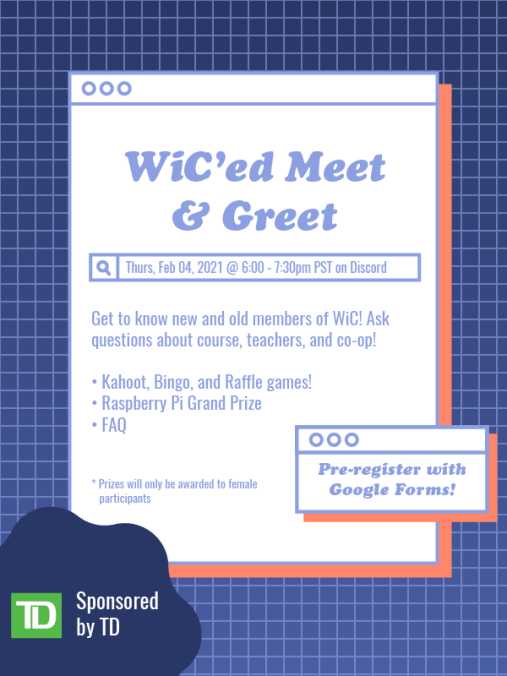 WiC'ed Meet
& Greet
Thurs, Feb 04, 2021 @ 6:00 - 7:30pm PST on Discord
Get to know new and old members of WiC! Ask
questions about course, teachers, and co-op!
• Kahoot, Bingo, and Raffle games!
• Raspberry Pi Grand Prize
• FAQ
* Prizes will only be awarded to female
participants
Pre-register with
Google Forms!
TD
Sponsored
by TD